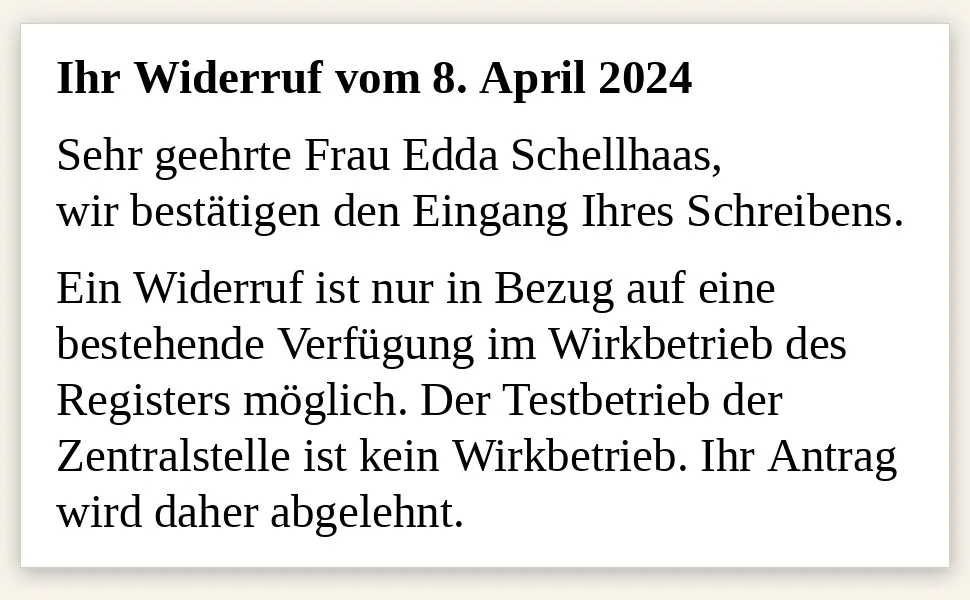 Ihr Widerruf vom 8. April 2024
Sehr geehrte Frau Edda Schellhaas,
wir bestätigen den Eingang Ihres Schreibens.
Ein Widerruf ist nur in Bezug auf eine
bestehende Verfügung im Wirkbetrieb des
Registers möglich. Der Testbetrieb der
Zentralstelle ist kein Wirkbetrieb. Ihr Antrag
wird daher abgelehnt.